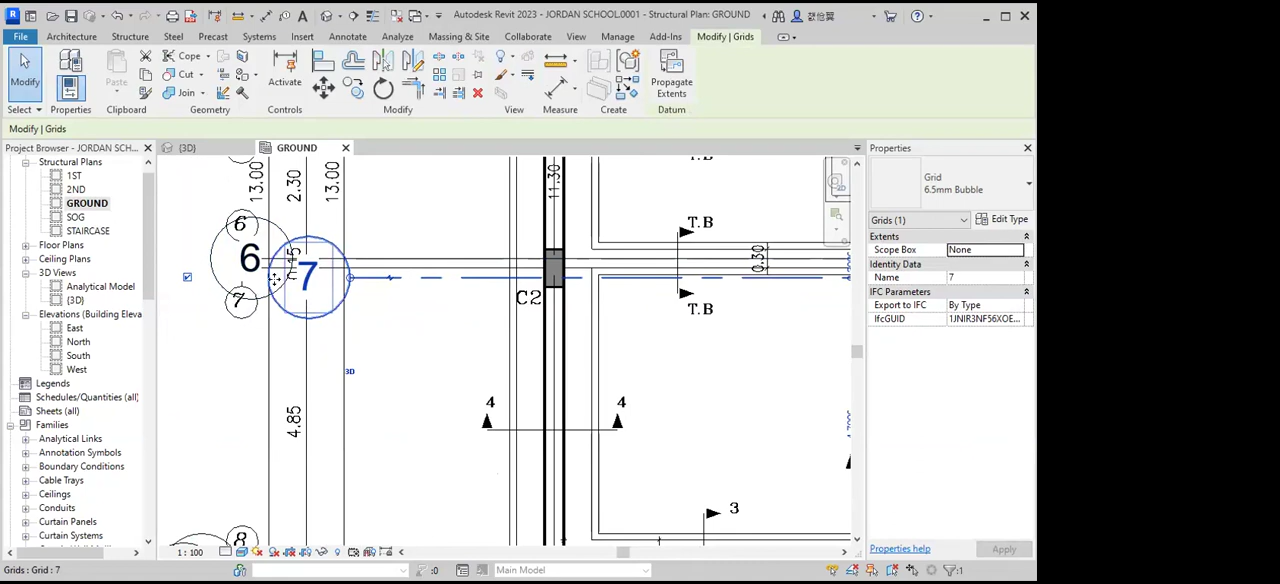 Autodesk Revit 2023 - JORDAN SCHOOL.0001 - Structural Plan: GROUND
File Architecture Structure Steel Precast Systems Insert Annotate Analyze Massing & Site Collaborate View Manage Add-Ins Modify | Grids
Modify Paste Cope Cut Join Activate Propagate Extents
Select Properties Clipboard Geometry Controls Modify View Measure Create Datum
Modify | Grids
Project Browser - JORDAN SCH...
Structural Plans
1ST
2ND
GROUND
SOG
STAIRCASE
Floor Plans
Ceiling Plans
3D Views
Analytical Model
(3D)
Elevations (Building Eleva
East
North
South
West
Legends
Schedules/Quantities (all)
Sheets (all)
Families
Analytical Links
Annotation Symbols
Boundary Conditions
Cable Trays
Ceilings
Columns
Conduits
Curtain Panels
Curtain Systems
(3D) GROUND
13.00 2.30 13.00 11.30
T.B
6 6 7 7
0.15
0.30
T.B
C2
T.B
3D
4.85
4 4
3
8
1 : 100
Properties
Grid
6.5mm Bubble
Grids (1) Edit Type
Extents
Scope Box None
Identity Data
Name 7
IFC Parameters
Export to IFC By Type
IfcGUID 1JNIR3NF56XOE...
Properties help Apply
Grids : Grid : 7
:0
Main Model
:1